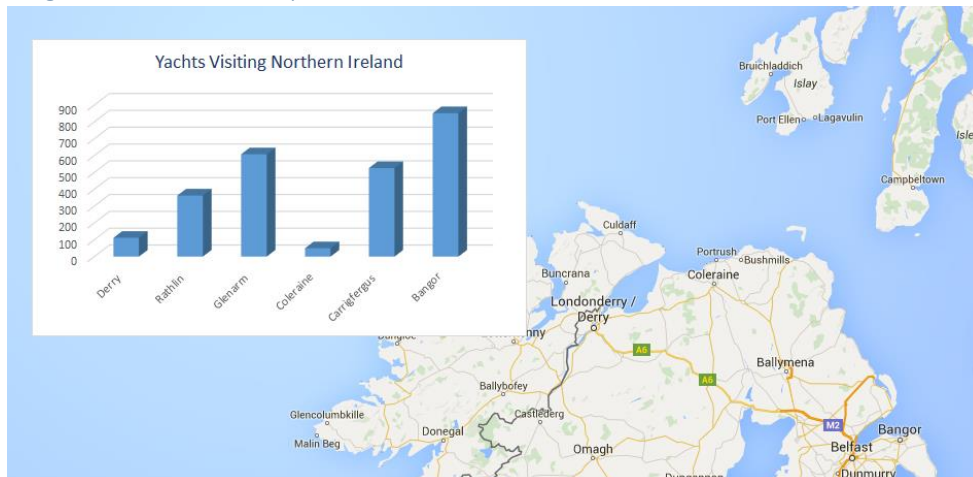 Yachts Visiting Northern Ireland
900
800
700
600
500
400
300
200
100
0
Derry
Rathlin
Glenarm
Coleraine
Carrigfergus
Bangor
Bruichladdich
Islay
Port Ellen
Lagavulin
Campbeltown
Culdaff
Portrush
Bushmills
Buncrana
Coleraine
Londonderry /
Derry
A6
Ballymena
A6
Ballybofey
Castlederg
Glencolumbkille
Donegal
M2
Bangor
Malin Beg
Omagh
Belfast
Dunmurry